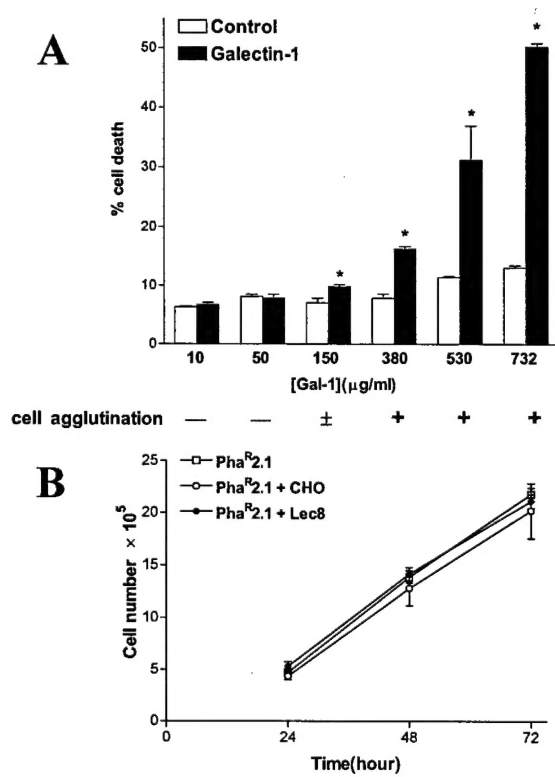 A
Control
Galectin-1
% cell death
50
40
30
20
10
0
* * * *
10 50 150 380 530 732
[Gal-1](μg/ml)
cell agglutination — — ± + + +
B
Pha^R2.1
Pha^R2.1 + CHO
Pha^R2.1 + Lec8
Cell number × 10^5
25
20
15
10
5
0
0 24 48 72
Time(hour)